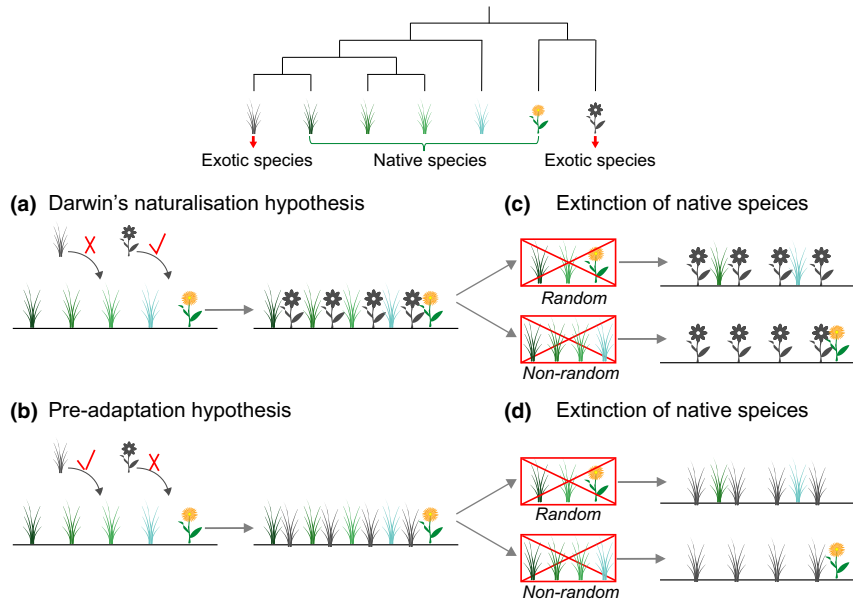 Exotic species
Native species
Exotic species
(a) Darwin's naturalisation hypothesis
(c) Extinction of native speices
Random
Non-random
(b) Pre-adaptation hypothesis
(d) Extinction of native speices
Random
Non-random